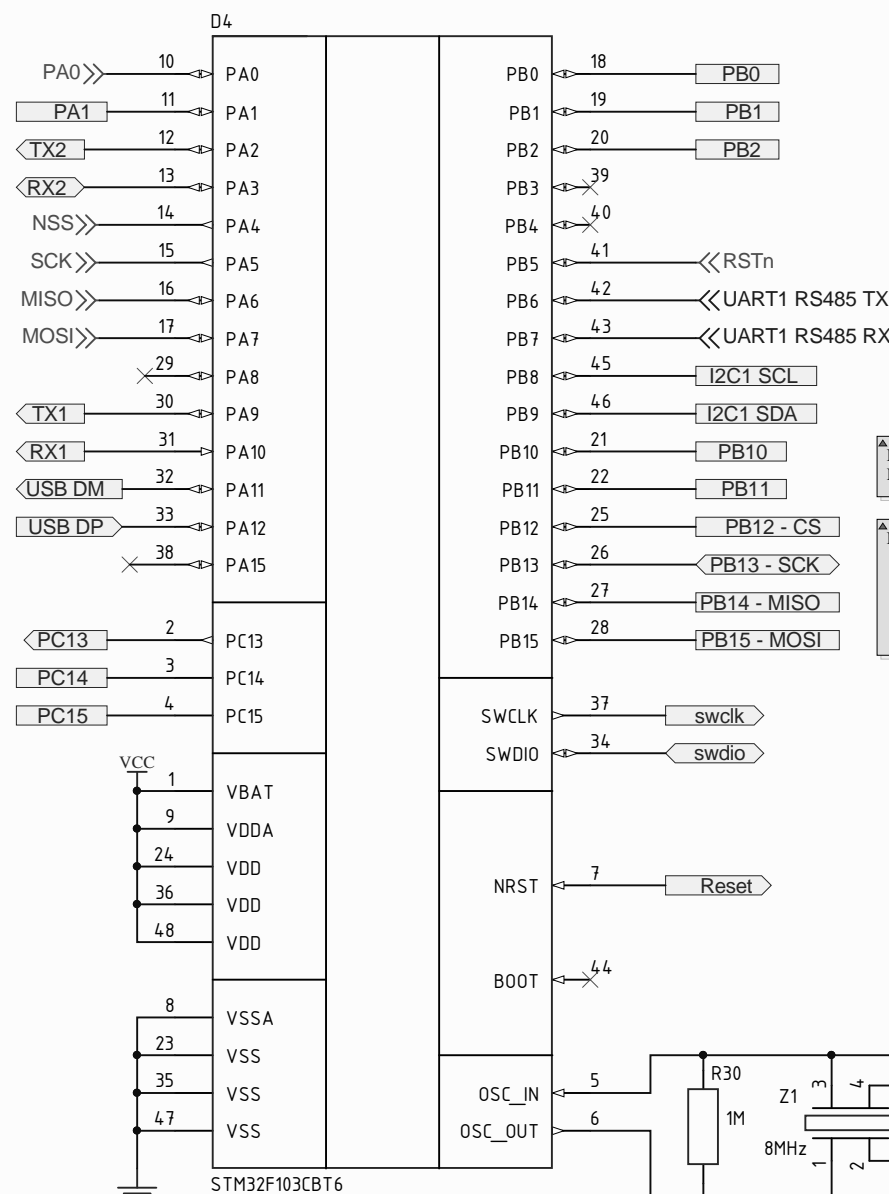 D4
PA0 10 PA0
PA1 11 PA1
TX2 12 PA2
RX2 13 PA3
NSS 14 PA4
SCK 15 PA5
MISO 16 PA6
MOSI 17 PA7
29 PA8
TX1 30 PA9
RX1 31 PA10
USB DM 32 PA11
USB DP 33 PA12
38 PA15
PC13 2 PC13
PC14 3 PC14
PC15 4 PC15
VCC
1 VBAT
9 VDDA
24 VDD
36 VDD
48 VDD
8 VSSA
23 VSS
35 VSS
47 VSS
PB0 18 PB0
PB1 19 PB1
PB2 20 PB2
PB3 39
PB4 40
PB5 41 RSTn
PB6 42 UART1 RS485 TX
PB7 43 UART1 RS485 RX
PB8 45 I2C1 SCL
PB9 46 I2C1 SDA
PB10 21 PB10
PB11 22 PB11
PB12 25 PB12 - CS
PB13 26 PB13 - SCK
PB14 27 PB14 - MISO
PB15 28 PB15 - MOSI
SWCLK 37 swclk
SWDIO 34 swdio
NRST 7 Reset
BOOT 44
OSC_IN 5
OSC_OUT 6
R30
1M
Z1
8MHz
3 4
1 2
STM32F103CBT6